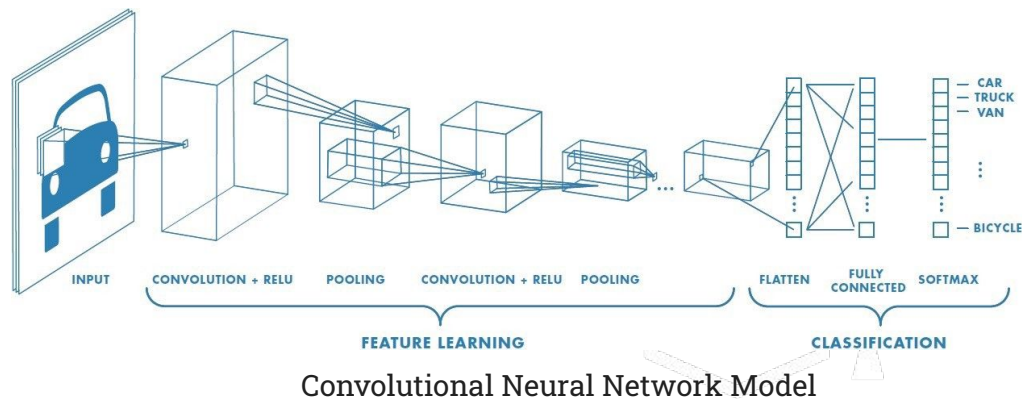 CAR
TRUCK
VAN
BICYCLE
INPUT
CONVOLUTION + RELU
POOLING
CONVOLUTION + RELU
POOLING
FLATTEN
FULLY
CONNECTED
SOFTMAX
FEATURE LEARNING
CLASSIFICATION
Convolutional Neural Network Model